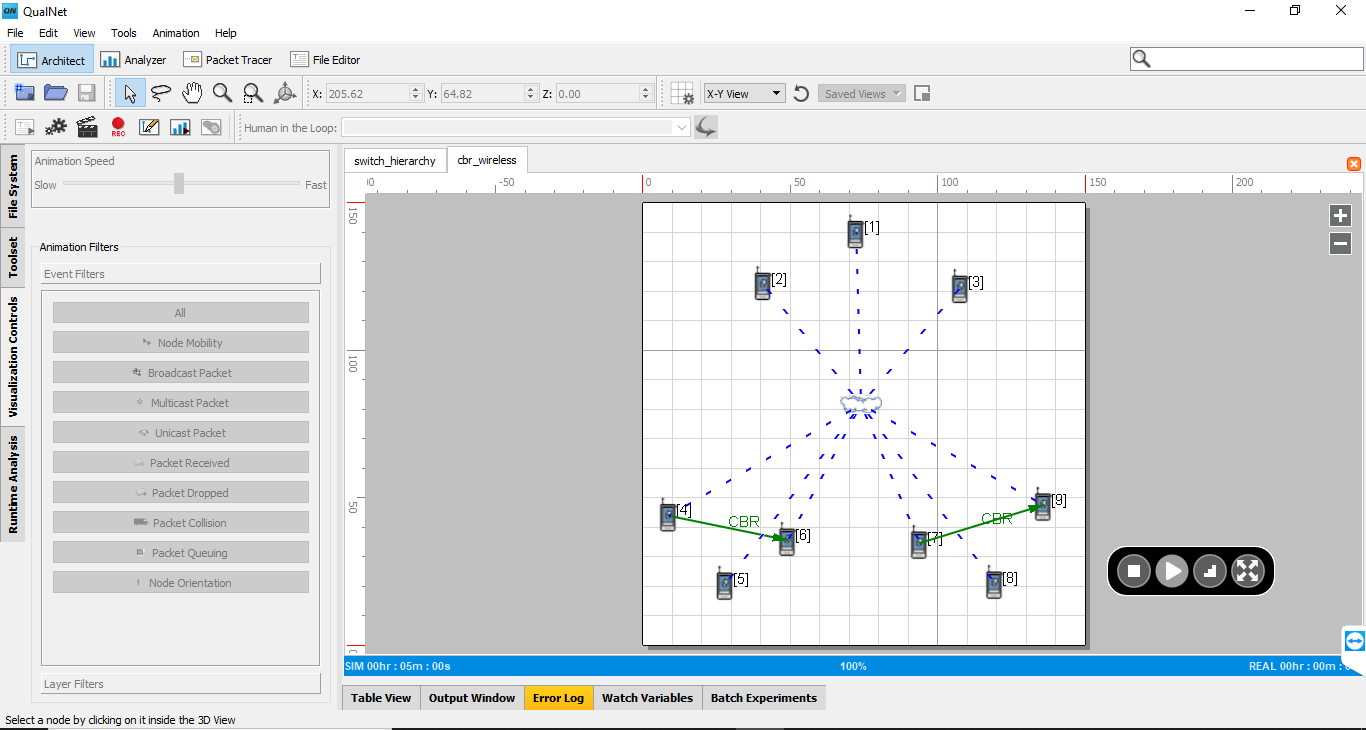 QN QualNet
File Edit View Tools Animation Help
Architect Analyzer Packet Tracer File Editor
X: 205.62 Y: 64.82 Z: 0.00 X-Y View Saved Views
REC Human in the Loop:
File System
Toolset
Visualization Controls
Runtime Analysis
Animation Speed
Slow Fast
Animation Filters
Event Filters
All
Node Mobility
Broadcast Packet
Multicast Packet
Unicast Packet
Packet Received
Packet Dropped
Packet Collision
Packet Queuing
Node Orientation
Layer Filters
switch_hierarchy cbr_wireless
00 -50 0 50 100 150 200
150
100
50
[1]
[2] [3]
[4] CBR [6] [7] CBR [9]
[5] [8]
SIM 00hr : 05m : 00s 100% REAL 00hr : 00m :
Table View Output Window Error Log Watch Variables Batch Experiments
Select a node by clicking on it inside the 3D View